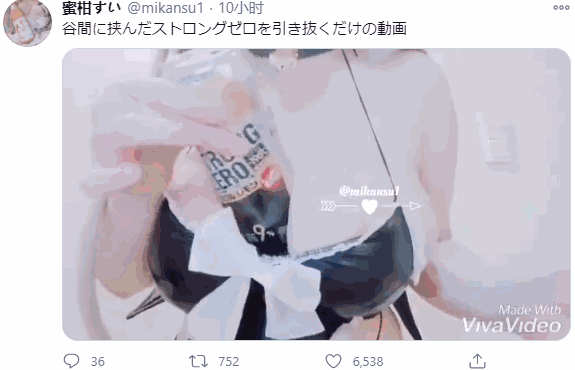 蜜柑すい @mikansu1 · 10小时
谷間に挟んだストロングゼロを引き抜くだけの動画
ZERO
-9-
@mikansu1
Made With
VivaVideo
36 752 6,538